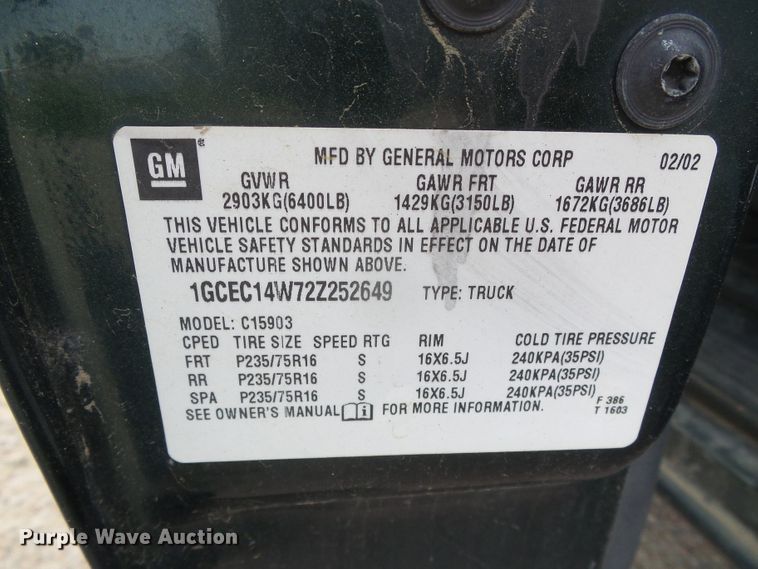 GM® MFD BY GENERAL MOTORS CORP 02/02
GVWR GAWR FRT GAWR RR
2903KG(6400LB) 1429KG(3150LB) 1672KG(3686LB)
THIS VEHICLE CONFORMS TO ALL APPLICABLE U.S. FEDERAL MOTOR
VEHICLE SAFETY STANDARDS IN EFFECT ON THE DATE OF
MANUFACTURE SHOWN ABOVE.
1GCEC14W72Z252649 TYPE: TRUCK
MODEL: C15903
CPED TIRE SIZE SPEED RTG RIM COLD TIRE PRESSURE
FRT P235/75R16 S 16X6.5J 240KPA(35PSI)
RR P235/75R16 S 16X6.5J 240KPA(35PSI)
SPA P235/75R16 S 16X6.5J 240KPA(35PSI)
SEE OWNER'S MANUAL FOR MORE INFORMATION.
F 386
T 1603
Purple Wave Auction